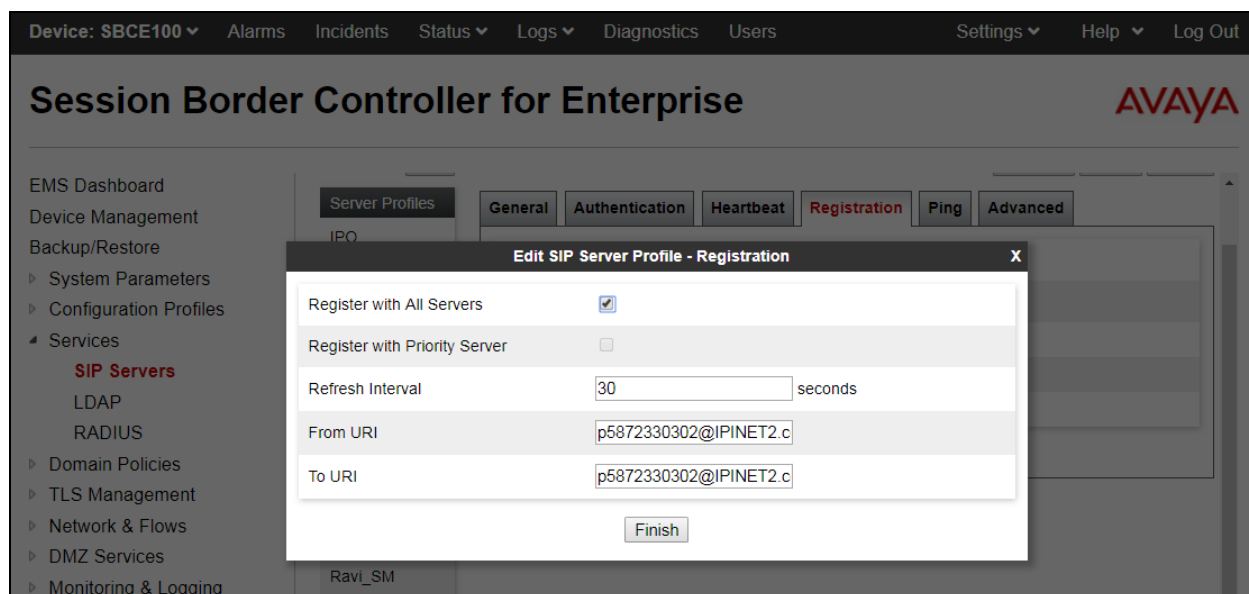 Device: SBCE100 Alarms Incidents Status Logs Diagnostics Users Settings Help Log Out
Session Border Controller for Enterprise AVAYA
EMS Dashboard
Device Management
Backup/Restore
System Parameters
Configuration Profiles
Services
SIP Servers
LDAP
RADIUS
Domain Policies
TLS Management
Network & Flows
DMZ Services
Monitoring & Logging
Server Profiles
IPO
Ravi_SM
General Authentication Heartbeat Registration Ping Advanced
Edit SIP Server Profile - Registration X
Register with All Servers
Register with Priority Server
Refresh Interval 30 seconds
From URI p5872330302@IPINET2.c
To URI p5872330302@IPINET2.c
Finish